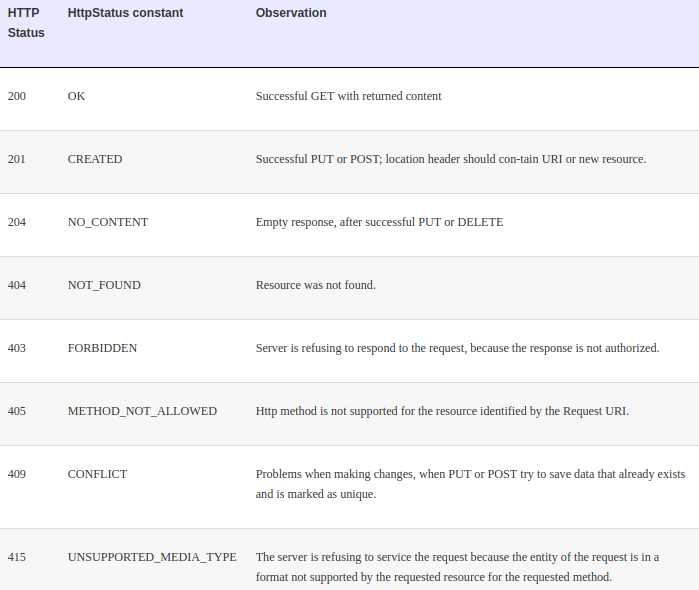 HTTP Status HttpStatus constant Observation
200 OK Successful GET with returned content
201 CREATED Successful PUT or POST; location header should con-tain URI or new resource.
204 NO_CONTENT Empty response, after successful PUT or DELETE
404 NOT_FOUND Resource was not found.
403 FORBIDDEN Server is refusing to respond to the request, because the response is not authorized.
405 METHOD_NOT_ALLOWED Http method is not supported for the resource identified by the Request URI.
409 CONFLICT Problems when making changes, when PUT or POST try to save data that already exists
and is marked as unique.
415 UNSUPPORTED_MEDIA_TYPE The server is refusing to service the request because the entity of the request is in a
format not supported by the requested resource for the requested method.